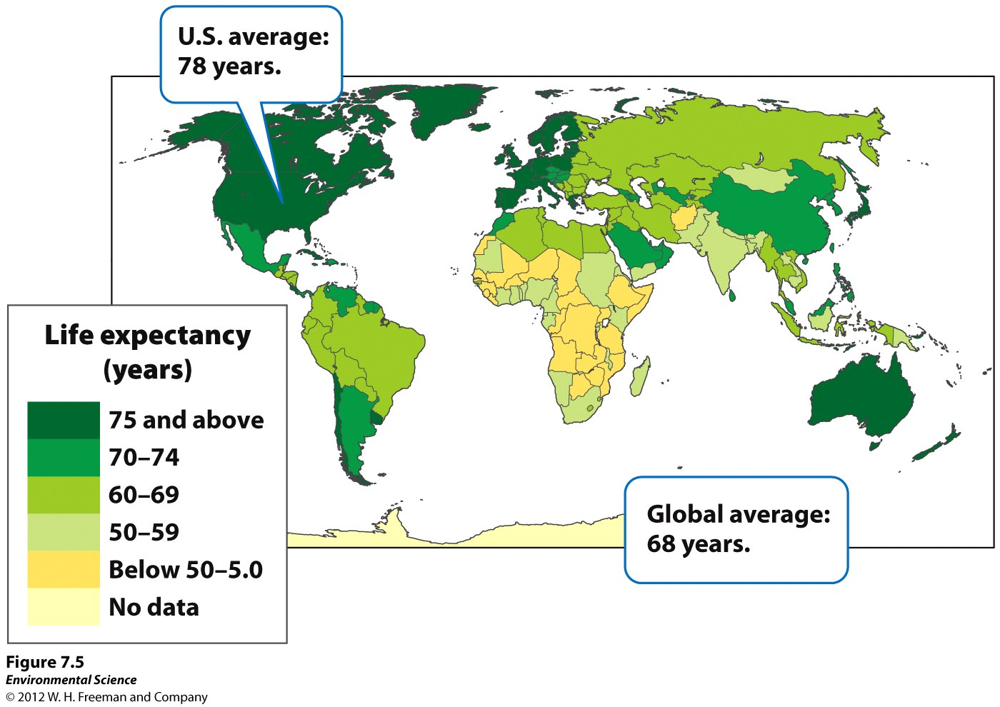 U.S. average:
78 years.
Life expectancy
(years)
75 and above
70–74
60–69
50–59
Below 50–5.0
No data
Global average:
68 years.
Figure 7.5
Environmental Science
© 2012 W. H. Freeman and Company